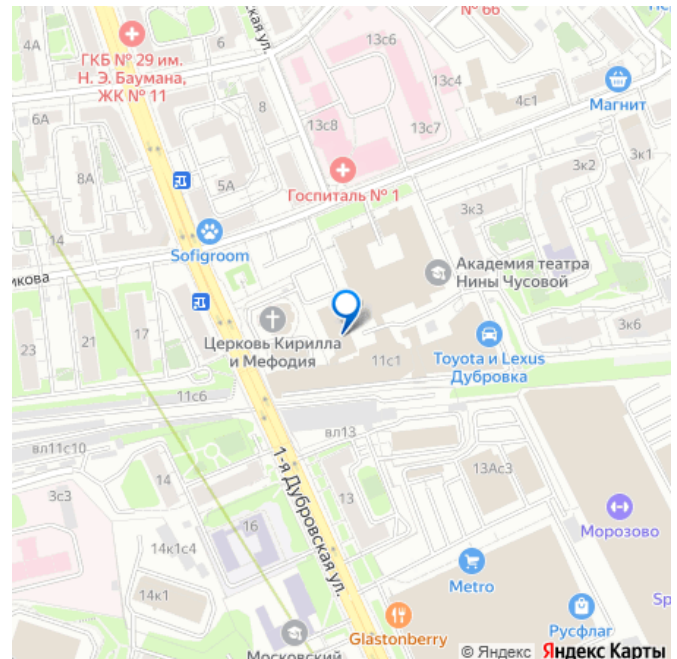 № 66
ская ул.
4А
6
13с6
ГКБ № 29 им.
Н. Э. Баумана,
ЖК № 11
13с4
4с1
Магнит
8
6А
13с8
13с7
3к1
3к2
8А
5А
Госпиталь № 1
3к3
14
Sofigroom
икова
Академия театра
Нины Чусовой
3к6
23
21
17
Церковь Кирилла
и Мефодия
11с1
Toyota и Lexus
Дубровка
11с6
вл11с10
вл13
1-я Дубровская ул.
13Ас3
14
3с3
13
16
Морозово
14к1с4
14к1
Metro
Sp
Glastonberry
Русфлаг
Московский
© Яндекс Яндекс Карты